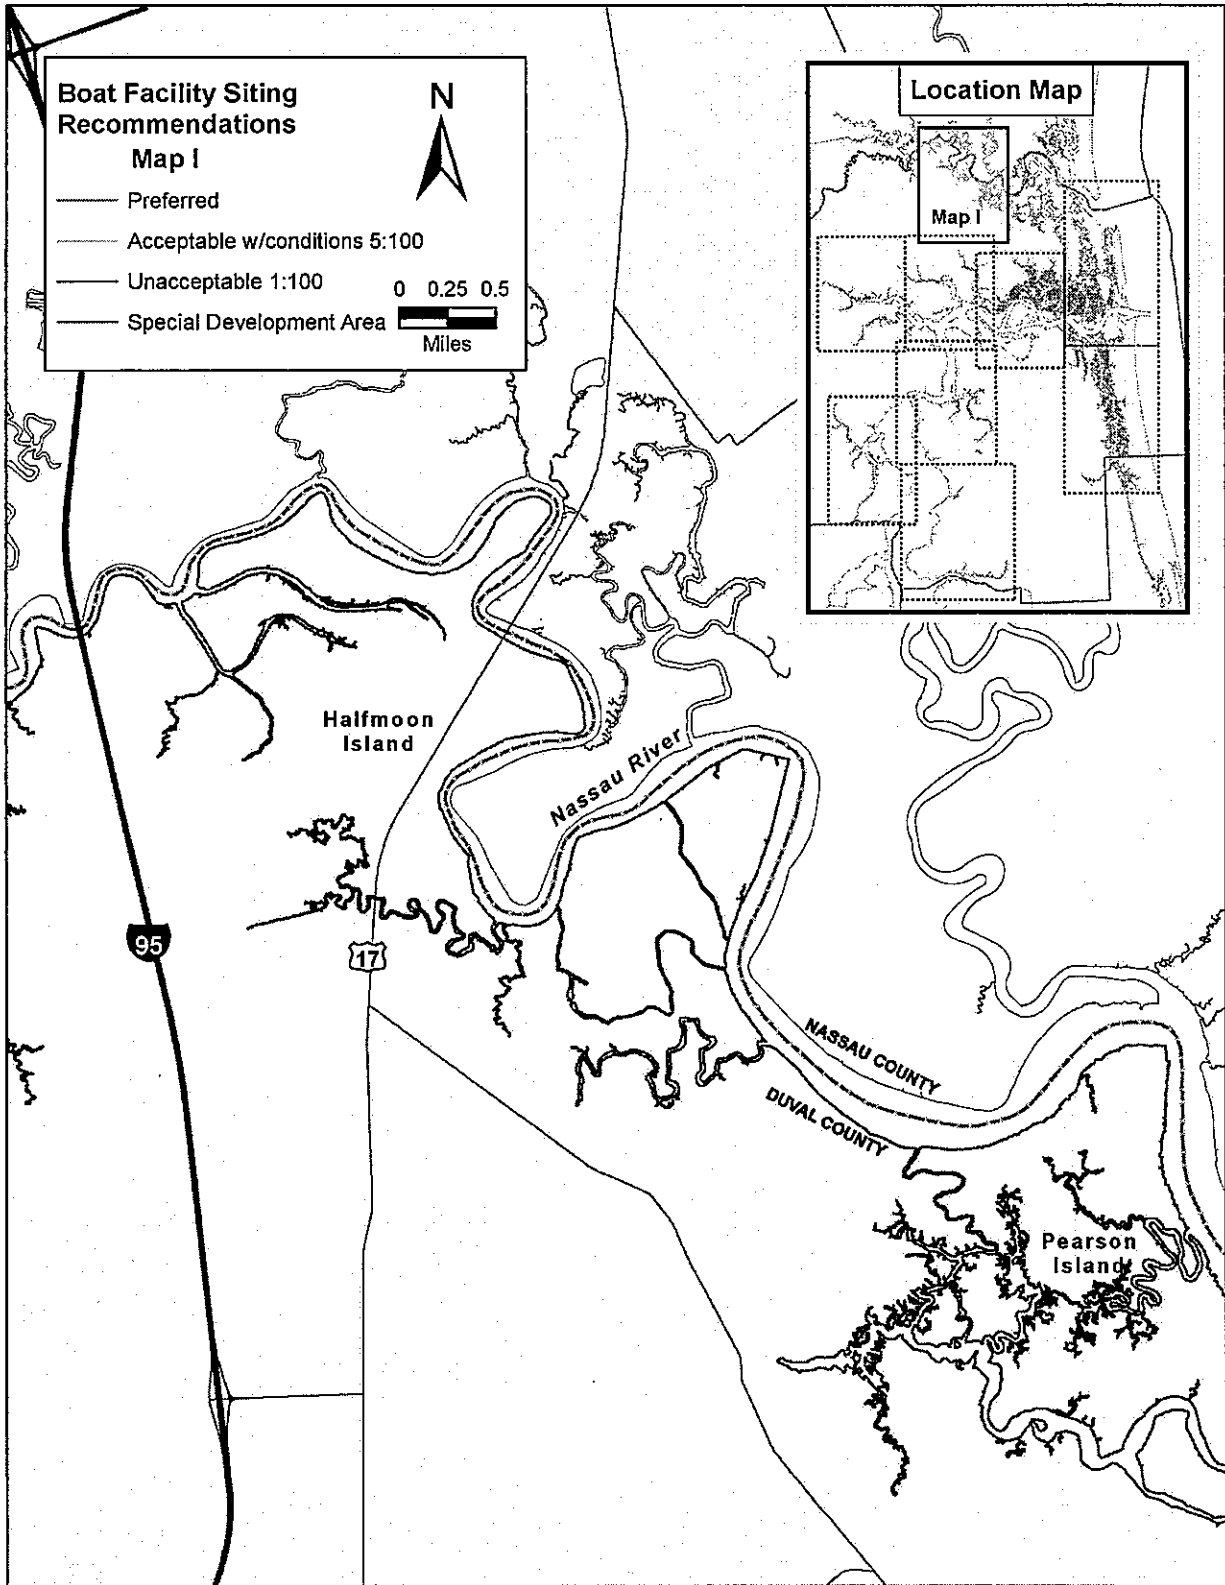 Boat Facility Siting
Recommendations
Map I
N
Preferred
Acceptable w/conditions 5:100
Unacceptable 1:100
Special Development Area
0 0.25 0.5
Miles
Location Map
Map I
Halfmoon
Island
Nassau River
95
17
NASSAU COUNTY
DUVAL COUNTY
Pearson
Island